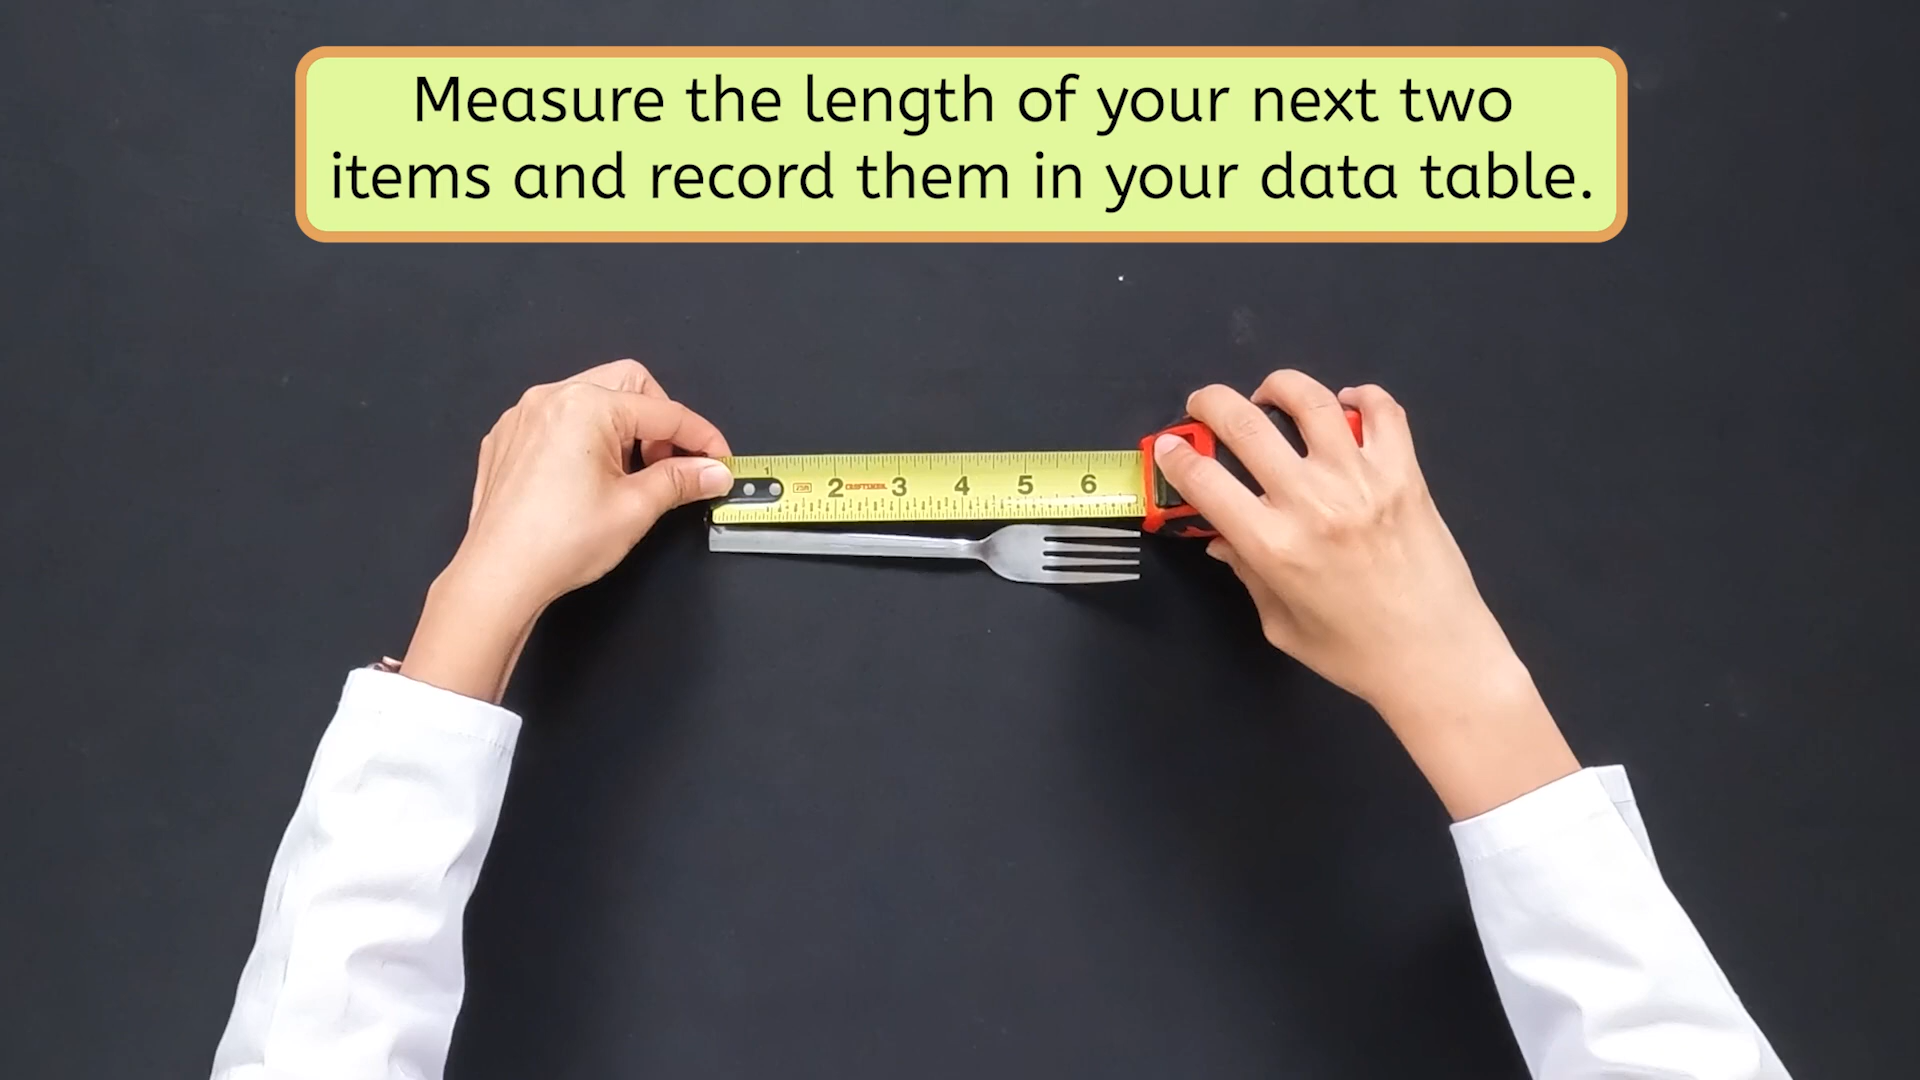 Measure the length of your next two
items and record them in your data table.
1 2 3 4 5 6